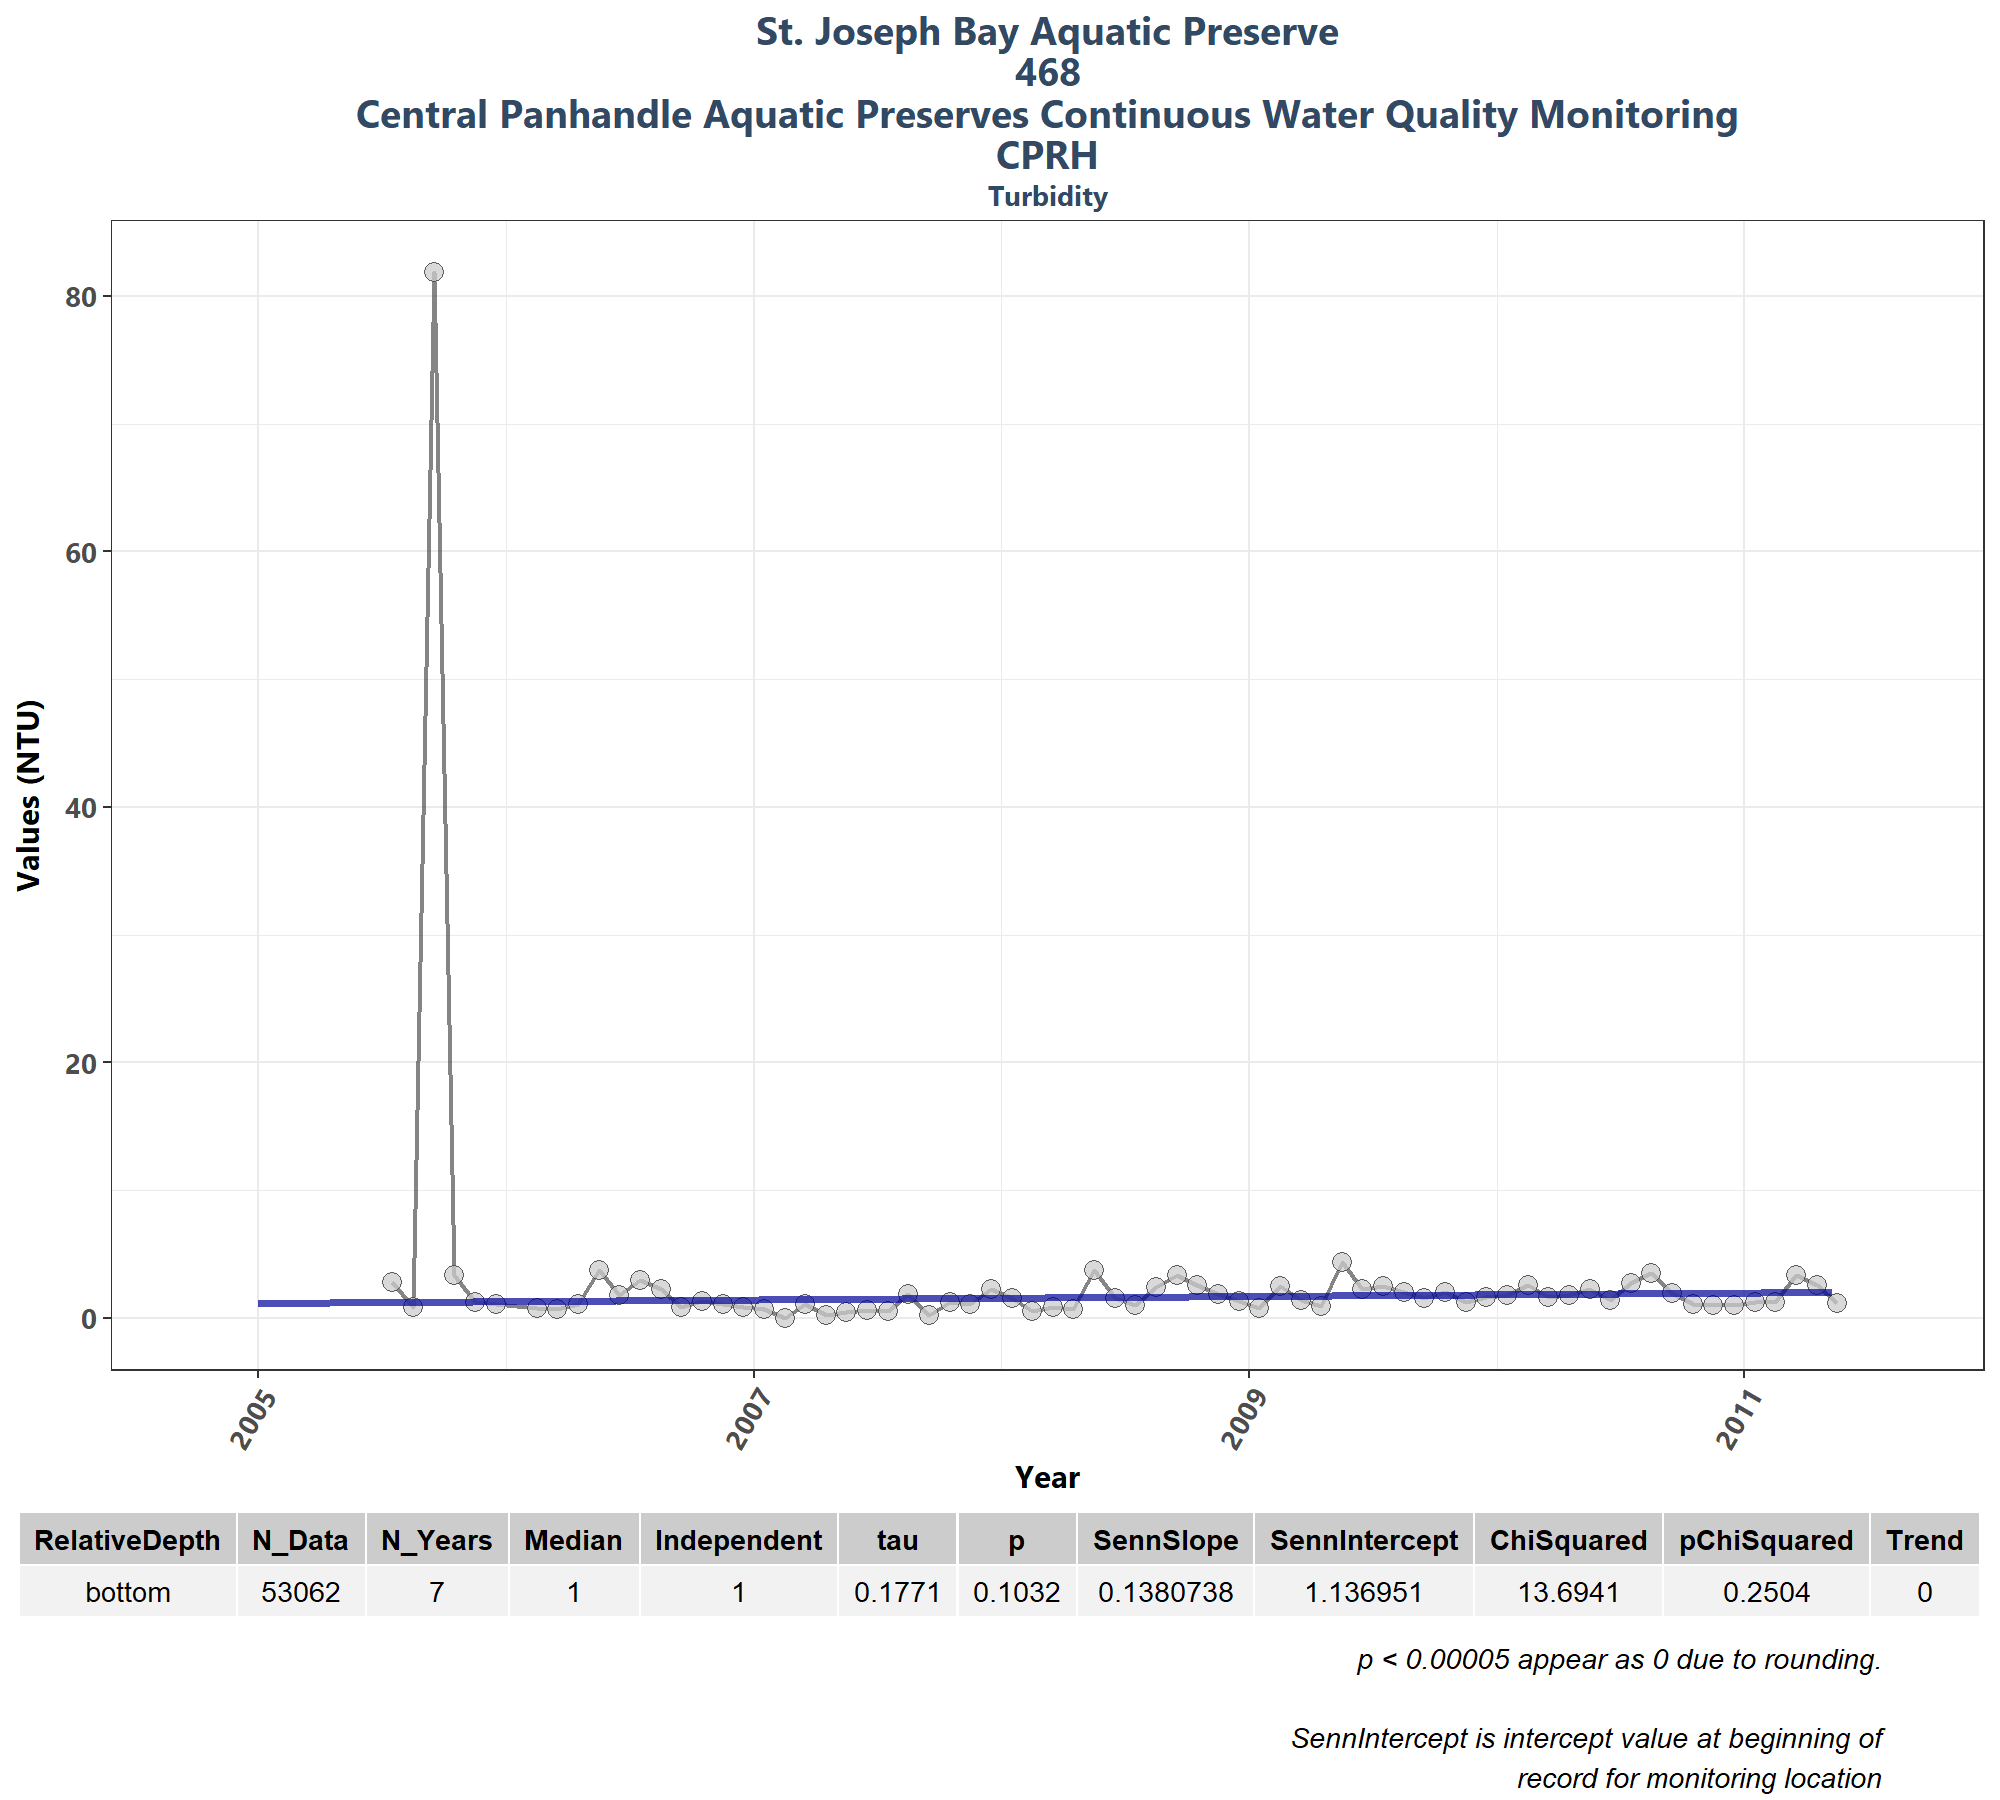 St. Joseph Bay Aquatic Preserve
468
Central Panhandle Aquatic Preserves Continuous Water Quality Monitoring
CPRH
Turbidity
80
60
40
20
0
Values (NTU)
2005 2007 2009 2011
Year
RelativeDepth N_Data N_Years Median Independent tau p SennSlope SennIntercept ChiSquared pChiSquared Trend
bottom 53062 7 1 1 0.1771 0.1032 0.1380738 1.136951 13.6941 0.2504 0
p < 0.00005 appear as 0 due to rounding.
SennIntercept is intercept value at beginning of
record for monitoring location